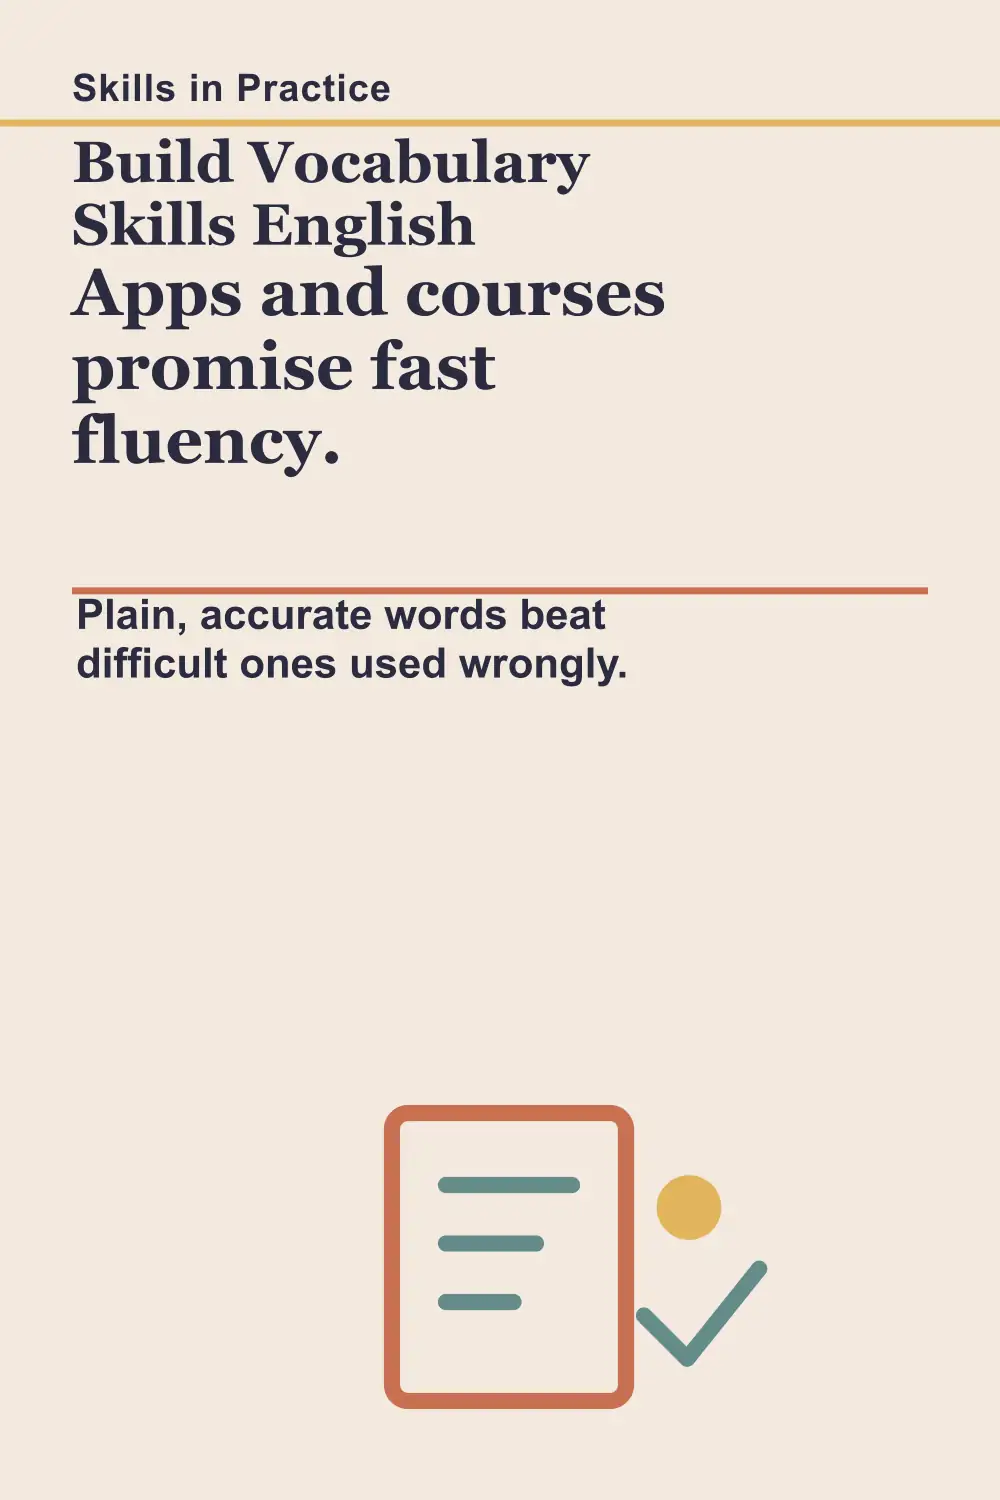 Skills in Practice
Build Vocabulary
Skills English
Apps and courses
promise fast
fluency.
Plain, accurate words beat
difficult ones used wrongly.